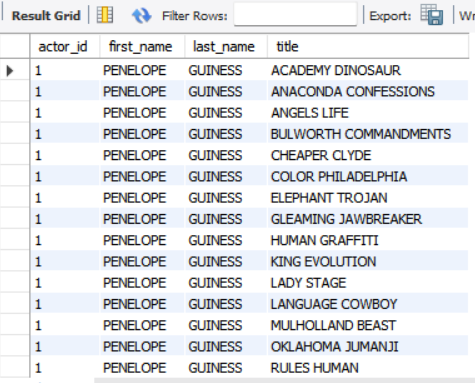 Result Grid Filter Rows: Export: Wr
actor_id first_name last_name title
1 PENELOPE GUINESS ACADEMY DINOSAUR
1 PENELOPE GUINESS ANACONDA CONFESSIONS
1 PENELOPE GUINESS ANGELS LIFE
1 PENELOPE GUINESS BULWORTH COMMANDMENTS
1 PENELOPE GUINESS CHEAPER CLYDE
1 PENELOPE GUINESS COLOR PHILADELPHIA
1 PENELOPE GUINESS ELEPHANT TROJAN
1 PENELOPE GUINESS GLEAMING JAWBREAKER
1 PENELOPE GUINESS HUMAN GRAFFITI
1 PENELOPE GUINESS KING EVOLUTION
1 PENELOPE GUINESS LADY STAGE
1 PENELOPE GUINESS LANGUAGE COWBOY
1 PENELOPE GUINESS MULHOLLAND BEAST
1 PENELOPE GUINESS OKLAHOMA JUMANJI
1 PENELOPE GUINESS RULES HUMAN